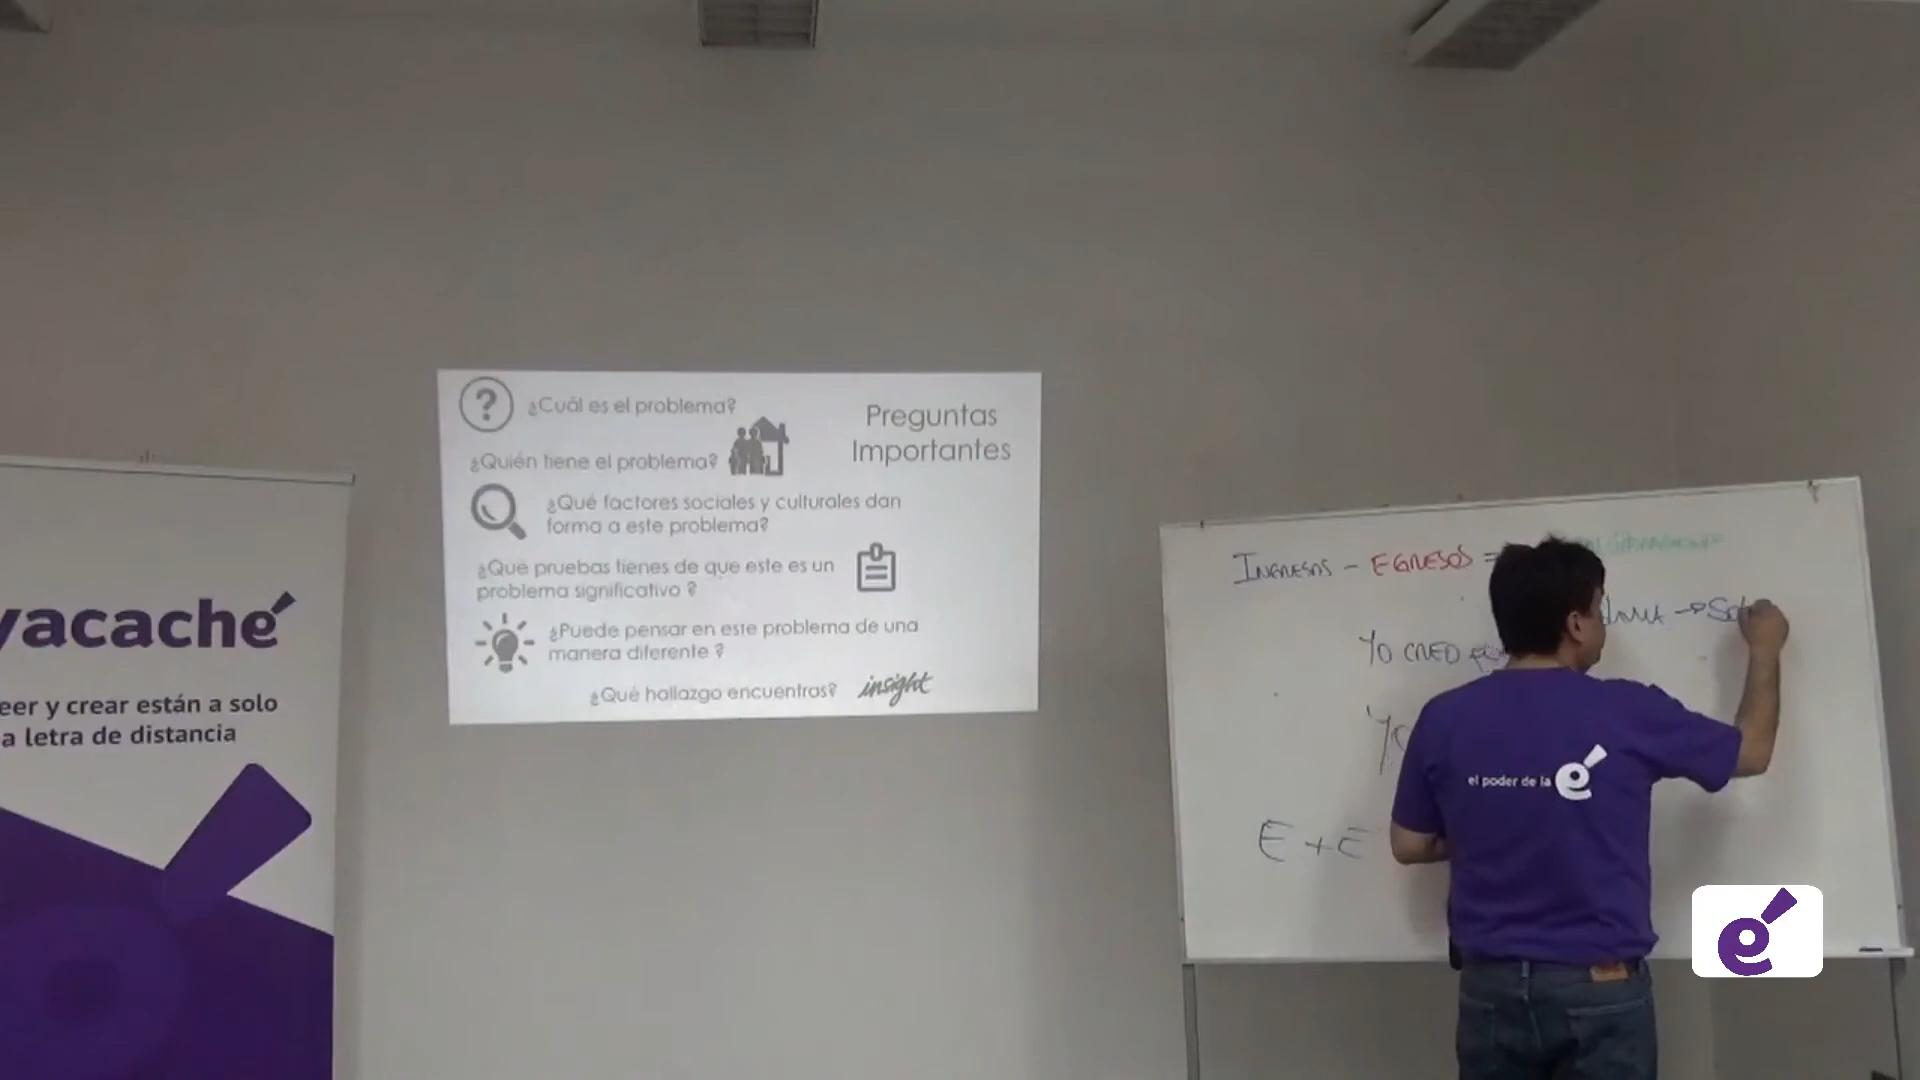 yacaché
eer y crear están a solo
a letra de distancia
¿Cuál es el problema?
Preguntas
Importantes
¿Quién tiene el problema?
¿Qué factores sociales y culturales dan
forma a este problema?
¿Qué pruebas tienes de que este es un
problema significativo ?
¿Puede pensar en este problema de una
manera diferente ?
¿Qué hallazgo encuentras? insight
INGRESOS - EGRESOS =
YO CREO
YO
E + E
el poder de la é
é